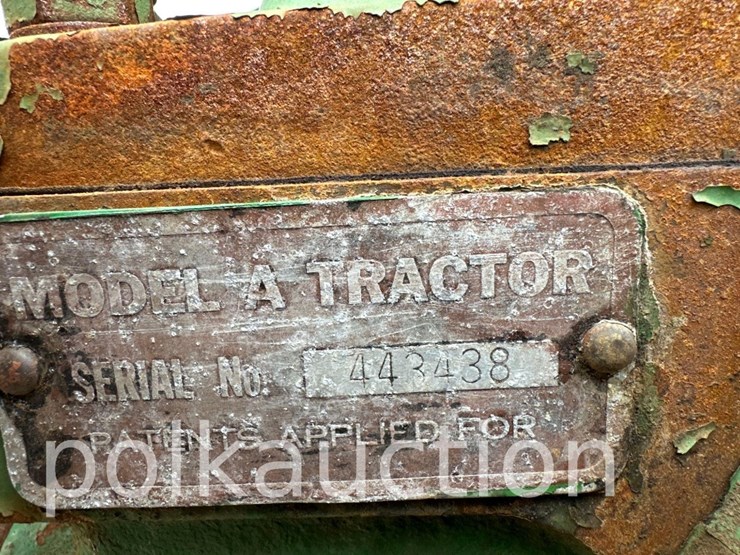 MODEL A TRACTOR
SERIAL No. 443438
PATENTS APPLIED FOR
polkauction